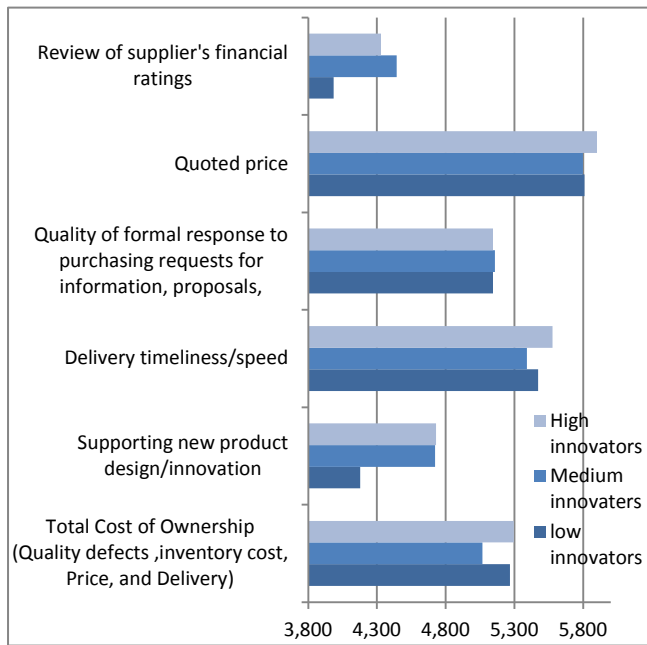 Review of supplier's financial
ratings
Quoted price
Quality of formal response to
purchasing requests for
information, proposals,
Delivery timeliness/speed
Supporting new product
design/innovation
Total Cost of Ownership
(Quality defects ,inventory cost,
Price, and Delivery)
High
innovators
Medium
innovaters
low
innovators
3,800 4,300 4,800 5,300 5,800